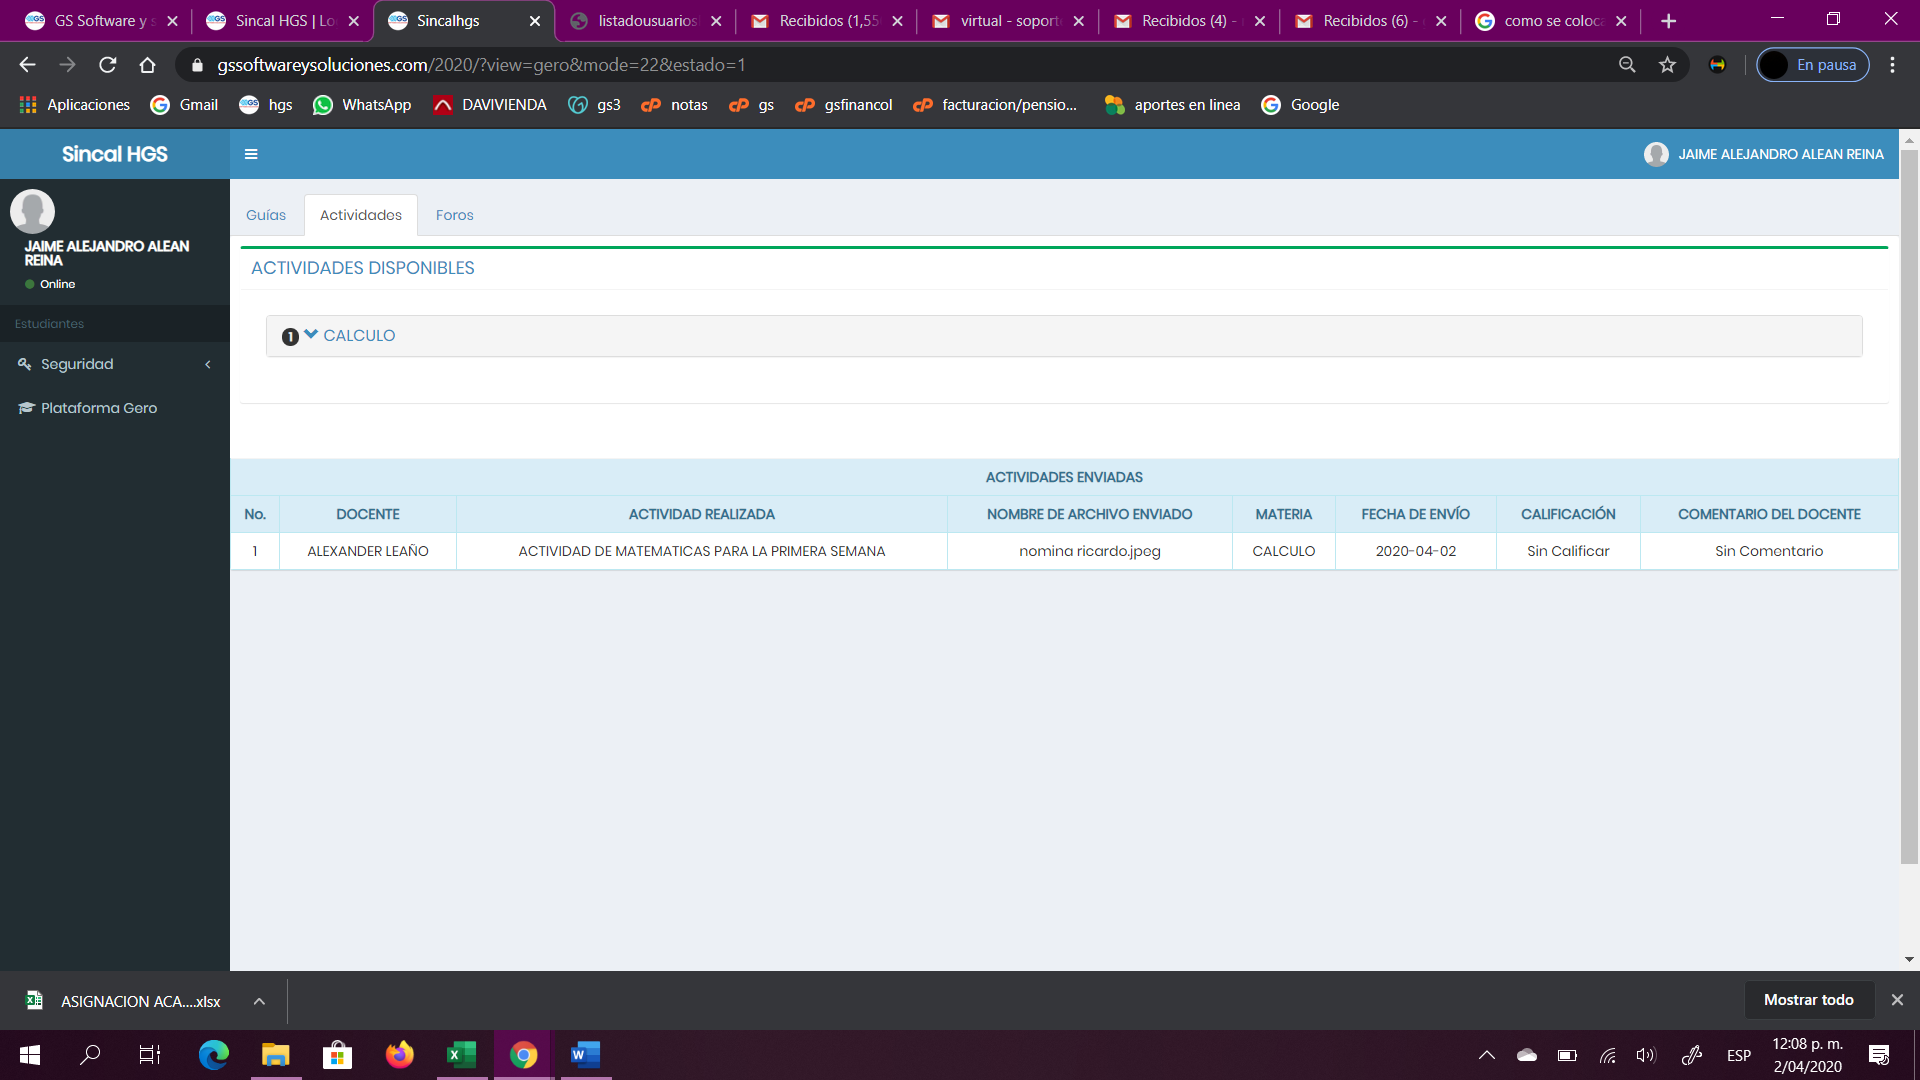 GS Software y s
Sincal HGS | Lo
Sincalhgs
listadousuarios
Recibidos (1,55
virtual - soport
Recibidos (4) -
Recibidos (6) -
como se coloc
gssoftwareysoluciones.com/2020/?view=gero&mode=22&estado=1
En pausa
Aplicaciones
Gmail
hgs
WhatsApp
DAVIVIENDA
gs3
notas
gs
gsfinancol
facturacion/pensio...
aportes en linea
Google
Sincal HGS
JAIME ALEJANDRO ALEAN REINA
JAIME ALEJANDRO ALEAN
REINA
Online
Estudiantes
Seguridad
Plataforma Gero
Guías
Actividades
Foros
ACTIVIDADES DISPONIBLES
1 CALCULO
ACTIVIDADES ENVIADAS
No. DOCENTE ACTIVIDAD REALIZADA NOMBRE DE ARCHIVO ENVIADO MATERIA FECHA DE ENVÍO CALIFICACIÓN COMENTARIO DEL DOCENTE
1 ALEXANDER LEAÑO ACTIVIDAD DE MATEMATICAS PARA LA PRIMERA SEMANA nomina ricardo.jpeg CALCULO 2020-04-02 Sin Calificar Sin Comentario
ASIGNACION ACA....xlsx
Mostrar todo
ESP
12:08 p. m.
2/04/2020